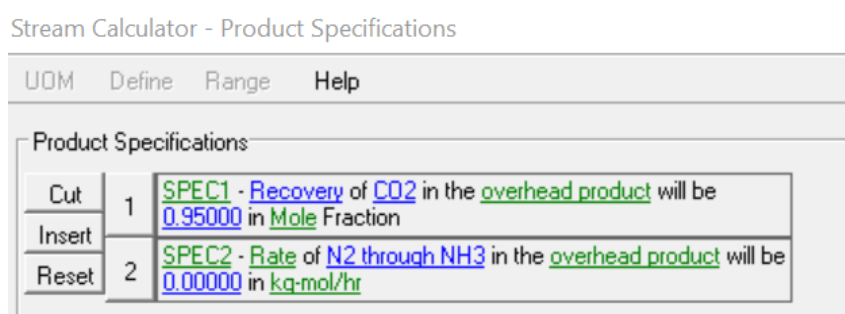 Stream Calculator - Product Specifications
UOM Define Range Help
Product Specifications
Cut
Insert
Reset
1
SPEC1 - Recovery of CO2 in the overhead product will be
0.95000 in Mole Fraction
2
SPEC2 - Rate of N2 through NH3 in the overhead product will be
0.00000 in kg-mol/hr